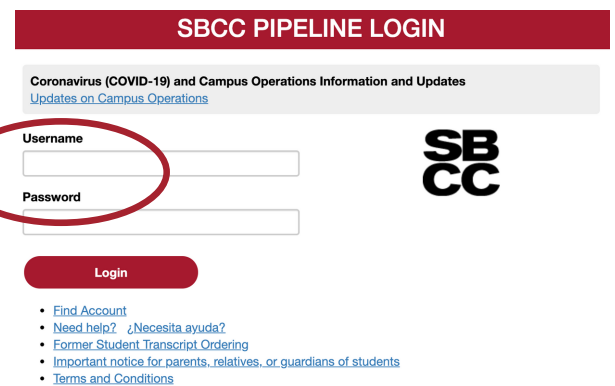 SBCC PIPELINE LOGIN
Coronavirus (COVID-19) and Campus Operations Information and Updates
Updates on Campus Operations
Username
SB
CC
Password
Login
Find Account
Need help? ¿Necesita ayuda?
Former Student Transcript Ordering
Important notice for parents, relatives, or guardians of students
Terms and Conditions